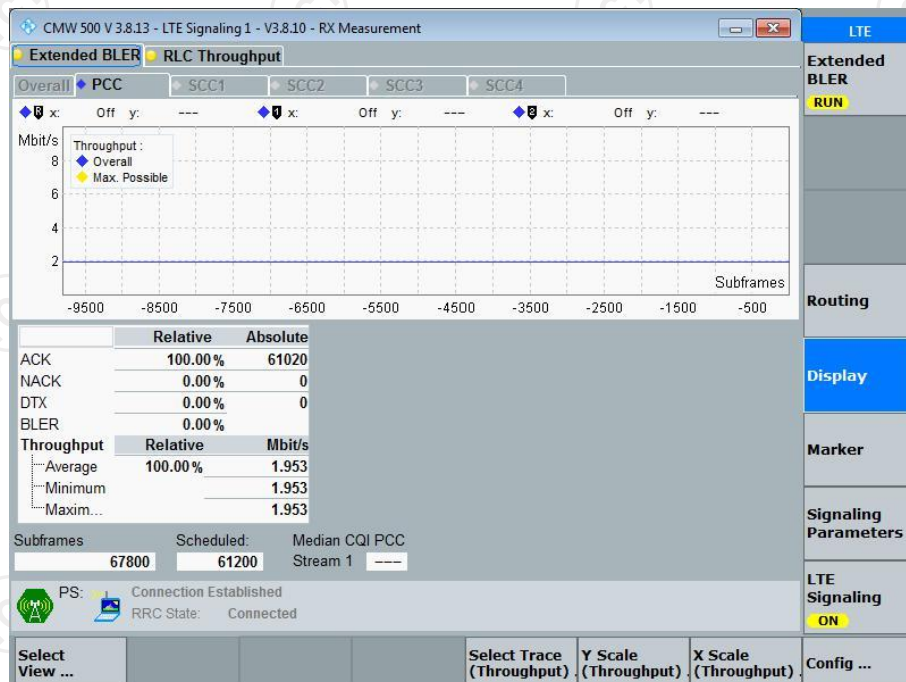 CMW 500 V 3.8.13 - LTE Signaling 1 - V3.8.10 - RX Measurement
LTE
Extended BLER RLC Throughput
Extended
BLER
RUN
Overall PCC SCC1 SCC2 SCC3 SCC4
R x: Off y: --- 1 x: Off y: --- 2 x: Off y: ---
Mbit/s
Throughput :
Overall
Max. Possible
8
6
4
2
Subframes
-9500 -8500 -7500 -6500 -5500 -4500 -3500 -2500 -1500 -500
Routing
Relative Absolute
ACK 100.00 % 61020
NACK 0.00 % 0
DTX 0.00 % 0
BLER 0.00 %
Throughput Relative Mbit/s
Average 100.00 % 1.953
Minimum 1.953
Maxim... 1.953
Display
Marker
Signaling
Parameters
Subframes Scheduled: Median CQI PCC
67800 61200 Stream 1 ---
PS: Connection Established
RRC State: Connected
LTE
Signaling
ON
Select
View ...
Select Trace
(Throughput) .
Y Scale
(Throughput) .
X Scale
(Throughput) .
Config ...